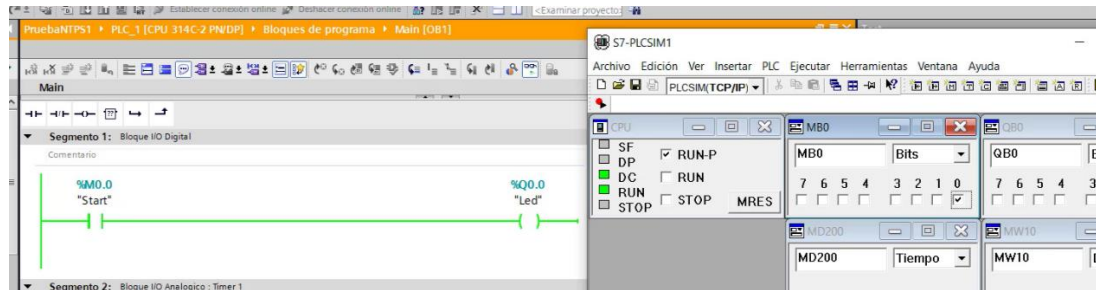 Establecer conexión online Deshacer conexión online <Examinar proyecto>
PruebaNTPS1 PLC_1 [CPU 314C-2 PN/DP] Bloques de programa Main [OB1]
Main
Segmento 1: Bloque I/O Digital
Comentario
%M0.0 %Q0.0
"Start" "Led"
Segmento 2: Bloque I/O Analogico : Timer 1
S7-PLCSIM1
Archivo Edición Ver Insertar PLC Ejecutar Herramientas Ventana Ayuda
PLCSIM(TCP/IP)
CPU
SF
DP
DC
RUN
STOP
RUN-P
RUN
STOP MRES
MB0
MB0 Bits
7 6 5 4 3 2 1 0
QB0
QB0
7 6 5 4
MD200
MD200 Tiempo
MW10
MW10